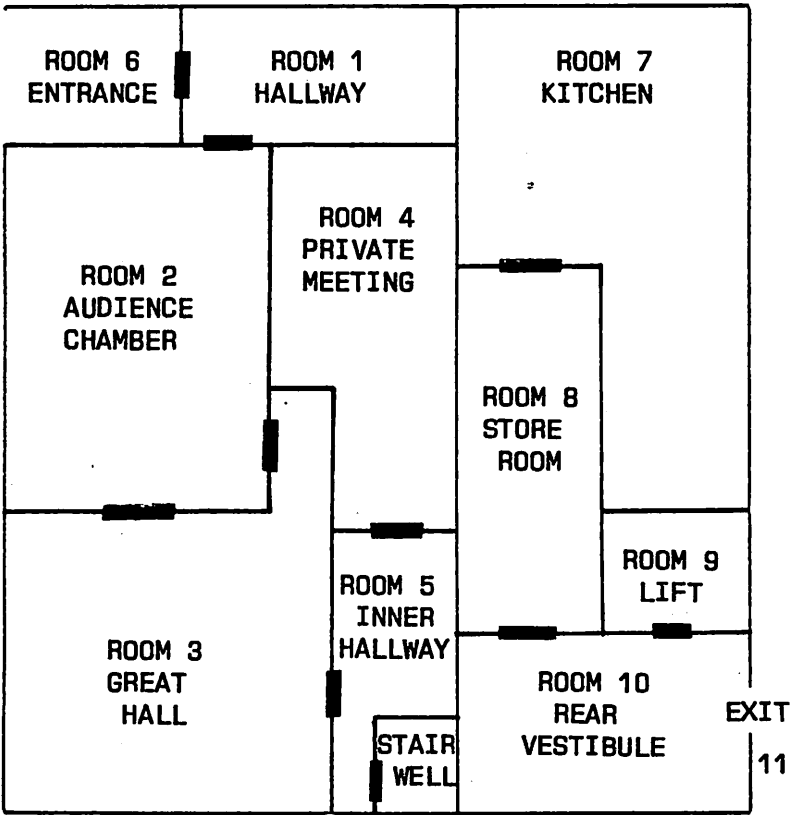 ROOM 6
ENTRANCE
ROOM 1
HALLWAY
ROOM 7
KITCHEN
ROOM 2
AUDIENCE
CHAMBER
ROOM 4
PRIVATE
MEETING
ROOM 8
STORE
ROOM
ROOM 9
LIFT
ROOM 5
INNER
HALLWAY
ROOM 3
GREAT
HALL
ROOM 10
REAR
VESTIBULE
EXIT
11
STAIR
WELL